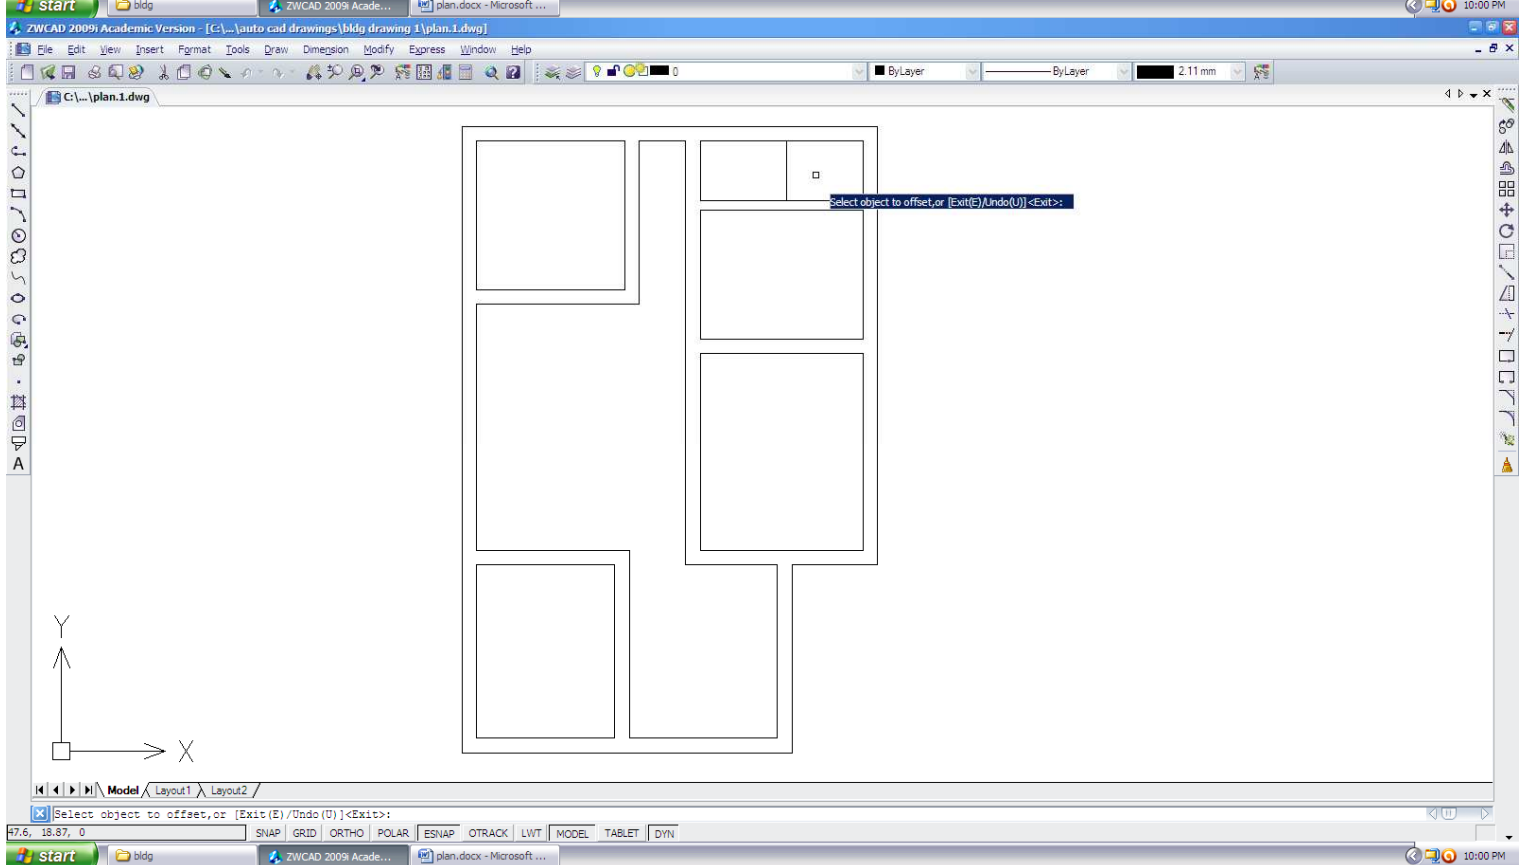 start bldg ZWCAD 2009i Acade... plan.docx - Microsoft ... 10:00 PM
ZWCAD 2009i Academic Version - [C:\...\auto cad drawings\bldg drawing 1\plan.1.dwg]
File Edit View Insert Format Tools Draw Dimension Modify Express Window Help
0 ByLayer ByLayer 2.11 mm
C:\...\plan.1.dwg
Select object to offset,or [Exit(E)/Undo(U)]<Exit>:
A
Y
X
Model Layout1 Layout2
Select object to offset,or [Exit(E)/Undo(U)]<Exit>:
47.6, 18.87, 0 SNAP GRID ORTHO POLAR ESNAP OTRACK LWT MODEL TABLET DYN
start bldg ZWCAD 2009i Acade... plan.docx - Microsoft ... 10:00 PM